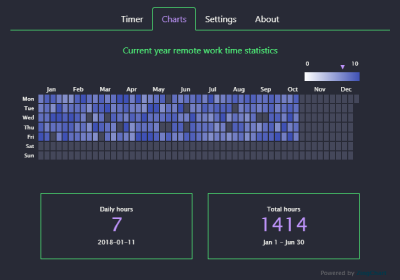 Timer Charts Settings About
Current year remote work time statistics
0 10
Jan Feb Mar Apr May Jun Jul Aug Sep Oct Nov Dec
Mon
Tue
Wed
Thu
Fri
Sat
Sun
Daily hours Total hours
7 1414
2018-01-11 Jan 1 - Jun 30
Powered by